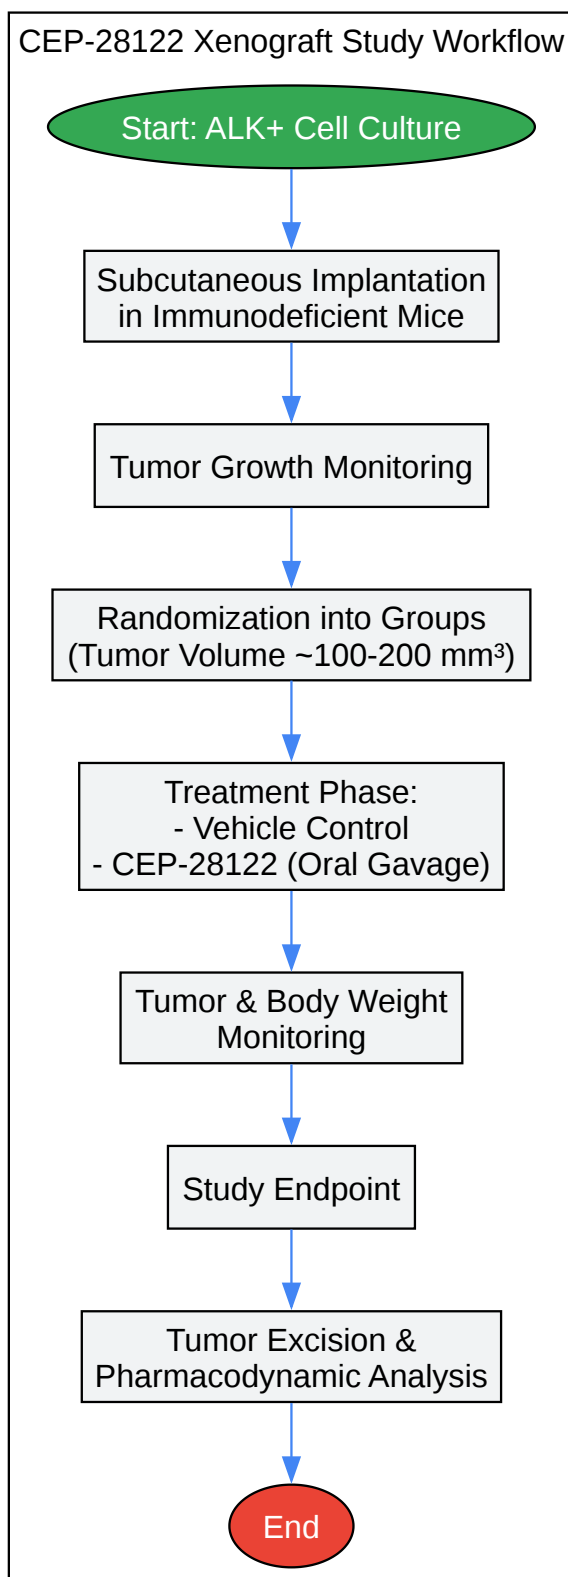 CEP-28122 Xenograft Study Workflow
Start: ALK+ Cell Culture
Subcutaneous Implantation
in Immunodeficient Mice
Tumor Growth Monitoring
Randomization into Groups
(Tumor Volume ~100-200 mm³)
Treatment Phase:
- Vehicle Control
- CEP-28122 (Oral Gavage)
Tumor & Body Weight
Monitoring
Study Endpoint
Tumor Excision &
Pharmacodynamic Analysis
End